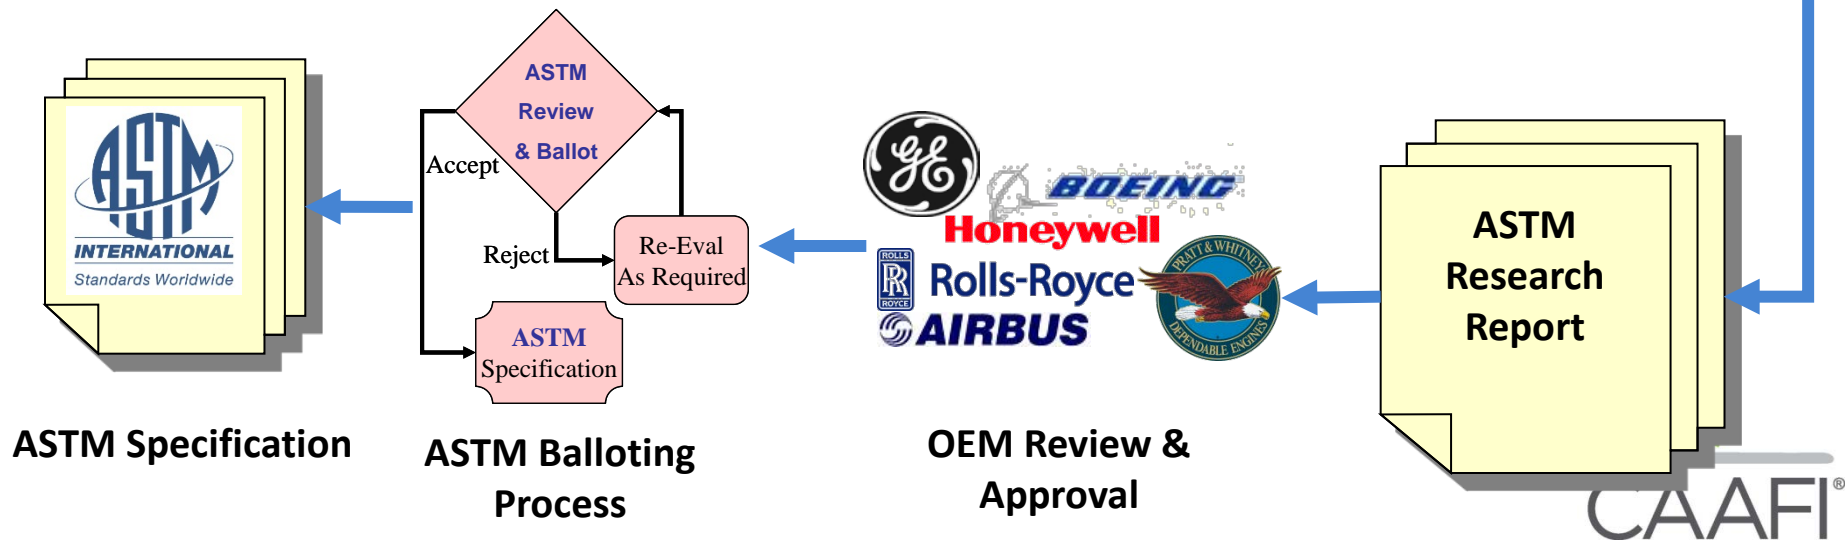 ASTM
INTERNATIONAL
Standards Worldwide
ASTM Specification
ASTM
Review
& Ballot
Accept
Reject
Re-Eval
As Required
ASTM
Specification
ASTM Balloting
Process
GE
BOEING
Honeywell
ROLLS
RR
ROYCE
Rolls-Royce
AIRBUS
PRATT & WHITNEY
DEPENDABLE ENGINES
OEM Review &
Approval
ASTM
Research
Report
CAAFI®